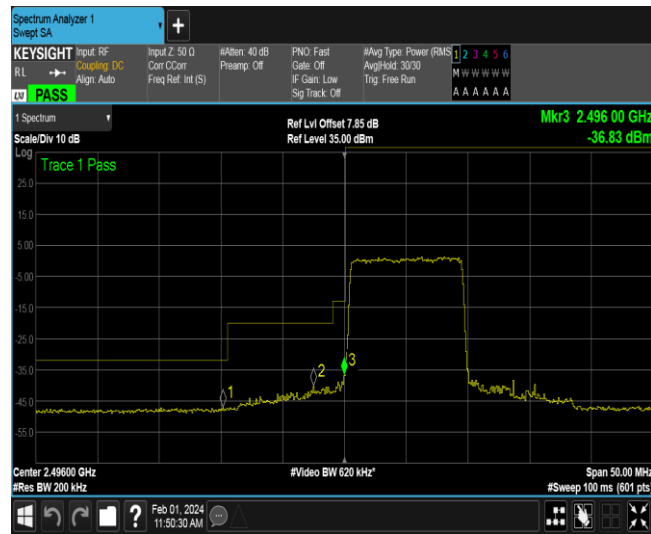 Spectrum Analyzer 1
Swept SA
+
KEYSIGHT
RL
LXI PASS
Input: RF
Coupling: DC
Align: Auto
Input Z: 50 Ω
Corr CCorr
Freq Ref: Int (S)
#Atten: 40 dB
Preamp: Off
PNO: Fast
Gate: Off
IF Gain: Low
Sig Track: Off
#Avg Type: Power (RMS
Avg|Hold: 30/30
Trig: Free Run
1 2 3 4 5 6
M W W W W W
A A A A A A
1 Spectrum
Scale/Div 10 dB
Log
Ref Lvl Offset 7.85 dB
Ref Level 35.00 dBm
Mkr3 2.496 00 GHz
-36.83 dBm
Trace 1 Pass
25.0
15.0
5.00
-5.00
-15.0
-25.0
-35.0
-45.0
-55.0
1
2
3
Center 2.49600 GHz
#Res BW 200 kHz
#Video BW 620 kHz*
Span 50.00 MHz
#Sweep 100 ms (601 pts)
?
Feb 01, 2024
11:50:30 AM